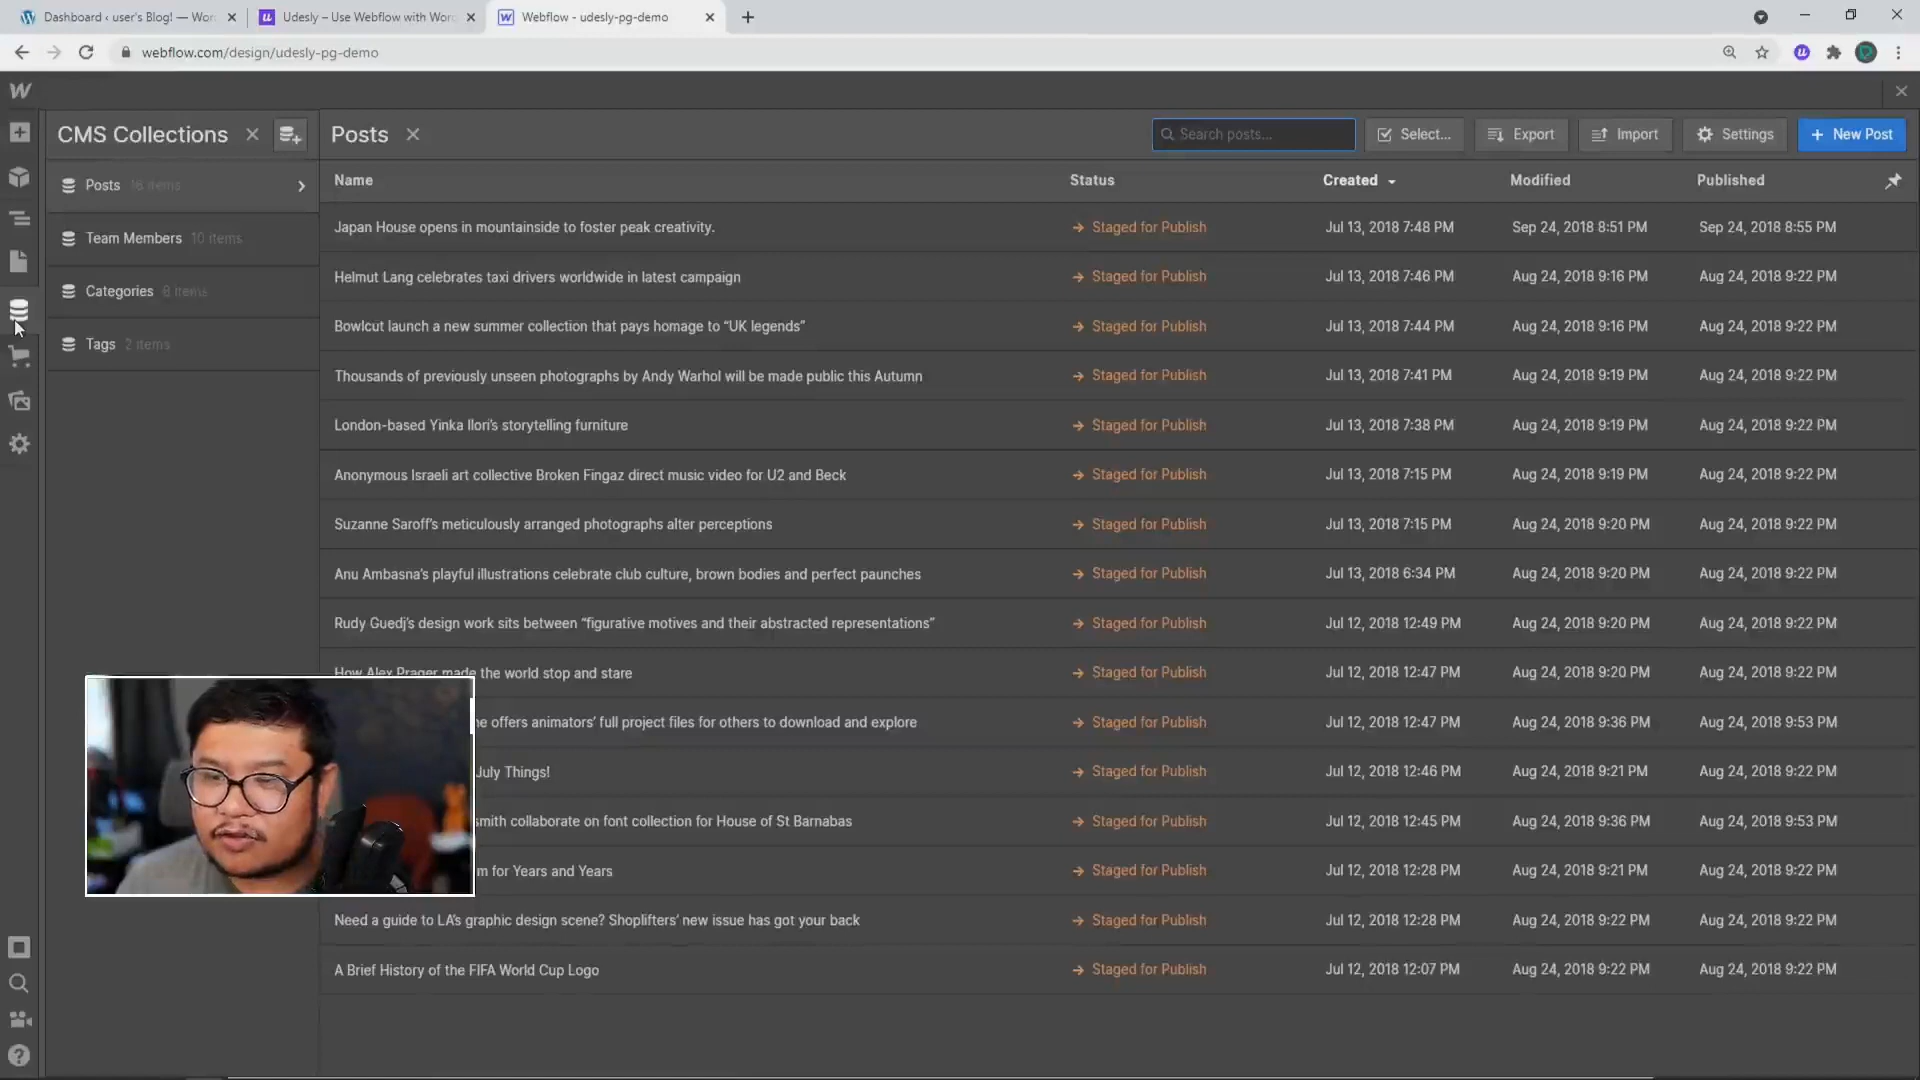 Dashboard ‹ user's Blog! — Wor
Udesly – Use Webflow with Word
Webflow - udesly-pg-demo
webflow.com/design/udesly-pg-demo
CMS Collections
Posts
Search posts...
Select...
Export
Import
Settings
New Post
Posts 16 items
Team Members 10 items
Categories 8 items
Tags 2 items
Name Status Created Modified Published
Japan House opens in mountainside to foster peak creativity. Staged for Publish Jul 13, 2018 7:48 PM Sep 24, 2018 8:51 PM Sep 24, 2018 8:55 PM
Helmut Lang celebrates taxi drivers worldwide in latest campaign Staged for Publish Jul 13, 2018 7:46 PM Aug 24, 2018 9:16 PM Aug 24, 2018 9:22 PM
Bowlcut launch a new summer collection that pays homage to “UK legends” Staged for Publish Jul 13, 2018 7:44 PM Aug 24, 2018 9:16 PM Aug 24, 2018 9:22 PM
Thousands of previously unseen photographs by Andy Warhol will be made public this Autumn Staged for Publish Jul 13, 2018 7:41 PM Aug 24, 2018 9:19 PM Aug 24, 2018 9:22 PM
London-based Yinka Ilori's storytelling furniture Staged for Publish Jul 13, 2018 7:38 PM Aug 24, 2018 9:19 PM Aug 24, 2018 9:22 PM
Anonymous Israeli art collective Broken Fingaz direct music video for U2 and Beck Staged for Publish Jul 13, 2018 7:15 PM Aug 24, 2018 9:19 PM Aug 24, 2018 9:22 PM
Suzanne Saroff's meticulously arranged photographs alter perceptions Staged for Publish Jul 13, 2018 7:15 PM Aug 24, 2018 9:20 PM Aug 24, 2018 9:22 PM
Anu Ambasna's playful illustrations celebrate club culture, brown bodies and perfect paunches Staged for Publish Jul 13, 2018 6:34 PM Aug 24, 2018 9:20 PM Aug 24, 2018 9:22 PM
Rudy Guedj's design work sits between “figurative motives and their abstracted representations” Staged for Publish Jul 12, 2018 12:49 PM Aug 24, 2018 9:20 PM Aug 24, 2018 9:22 PM
How Alex Prager made the world stop and stare Staged for Publish Jul 12, 2018 12:47 PM Aug 24, 2018 9:20 PM Aug 24, 2018 9:22 PM
ne offers animators' full project files for others to download and explore Staged for Publish Jul 12, 2018 12:47 PM Aug 24, 2018 9:36 PM Aug 24, 2018 9:53 PM
July Things! Staged for Publish Jul 12, 2018 12:46 PM Aug 24, 2018 9:21 PM Aug 24, 2018 9:22 PM
smith collaborate on font collection for House of St Barnabas Staged for Publish Jul 12, 2018 12:45 PM Aug 24, 2018 9:36 PM Aug 24, 2018 9:53 PM
m for Years and Years Staged for Publish Jul 12, 2018 12:28 PM Aug 24, 2018 9:21 PM Aug 24, 2018 9:22 PM
Need a guide to LA's graphic design scene? Shoplifters' new issue has got your back Staged for Publish Jul 12, 2018 12:28 PM Aug 24, 2018 9:22 PM Aug 24, 2018 9:22 PM
A Brief History of the FIFA World Cup Logo Staged for Publish Jul 12, 2018 12:07 PM Aug 24, 2018 9:22 PM Aug 24, 2018 9:22 PM